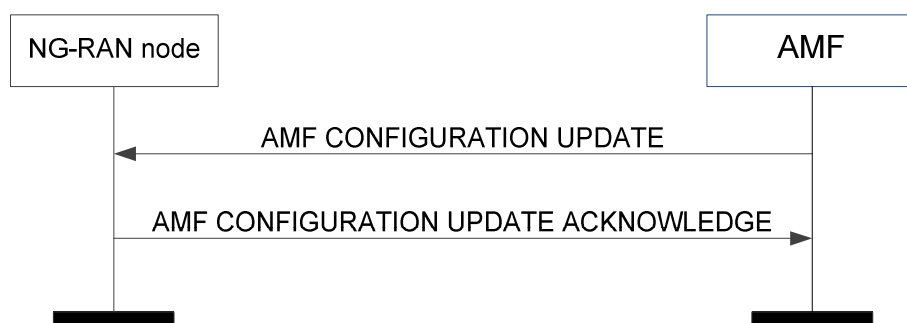 NG-RAN node
AMF
AMF CONFIGURATION UPDATE
AMF CONFIGURATION UPDATE ACKNOWLEDGE